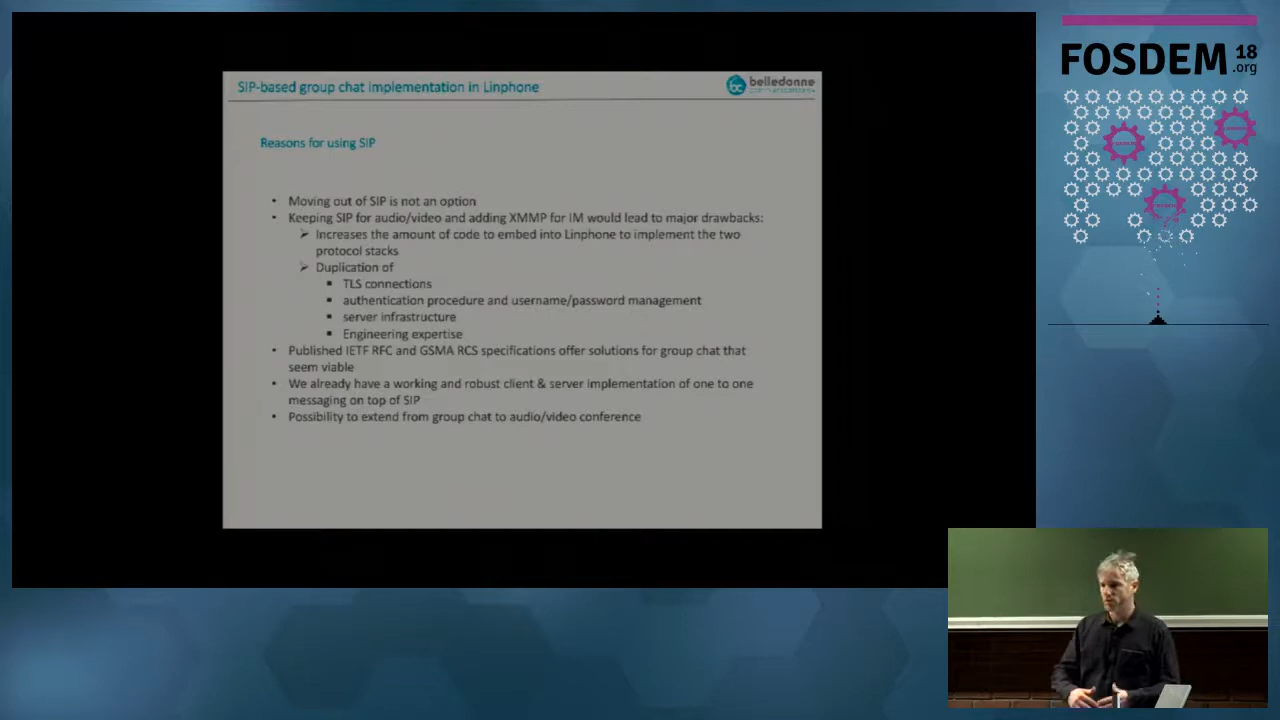 SIP-based group chat implementation in Linphone
belledonne
Reasons for using SIP
• Moving out of SIP is not an option
• Keeping SIP for audio/video and adding XMMP for IM would lead to major drawbacks:
➢ Increases the amount of code to embed into Linphone to implement the two
protocol stacks
➢ Duplication of
▪ TLS connections
▪ authentication procedure and username/password management
▪ server infrastructure
▪ Engineering expertise
• Published IETF RFC and GSMA RCS specifications offer solutions for group chat that
seem viable
• We already have a working and robust client & server implementation of one to one
messaging on top of SIP
• Possibility to extend from group chat to audio/video conference
FOSDEM 18
.org